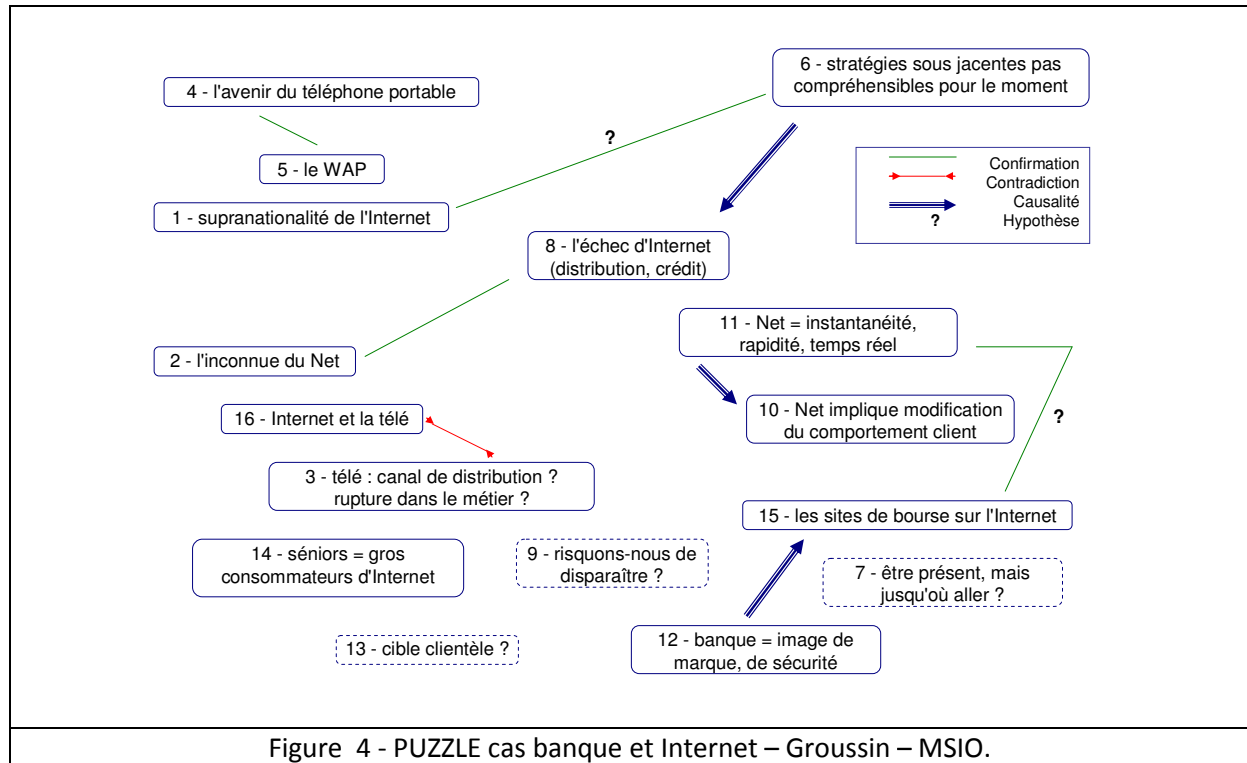 6 - stratégies sous jacentes pas
compréhensibles pour le moment
4 - l'avenir du téléphone portable
?
5 - le WAP
Confirmation
Contradiction
Causalité
? Hypothèse
1 - supranationalité de l'Internet
8 - l'échec d'Internet
(distribution, crédit)
11 - Net = instantanéité,
rapidité, temps réel
2 - l'inconnue du Net
10 - Net implique modification
du comportement client
?
16 - Internet et la télé
3 - télé : canal de distribution ?
rupture dans le métier ?
15 - les sites de bourse sur l'Internet
14 - séniors = gros
consommateurs d'Internet
9 - risquons-nous de
disparaître ?
7 - être présent, mais
jusqu'où aller ?
13 - cible clientèle ?
12 - banque = image de
marque, de sécurité
Figure 4 - PUZZLE cas banque et Internet – Groussin – MSIO.